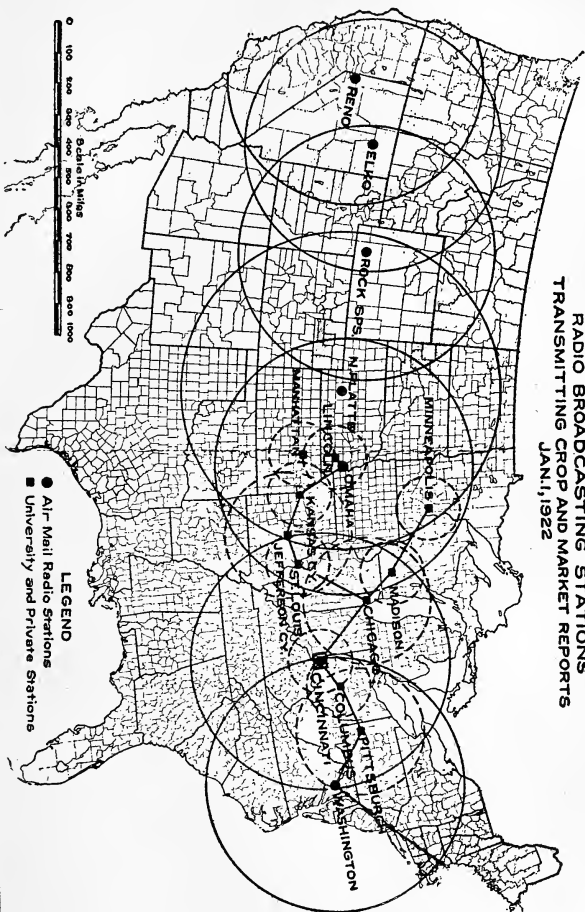 RADIO BROADCASTING STATIONS
TRANSMITTING CROP AND MARKET REPORTS
JAN.1,1922
RENO
ELKO
ROCK SPS.
N.PLATTE
LINCOLN
OMAHA
MANHATTAN
MINNEAPOLIS
KANSAS CY.
JEFFERSON CY.
ST LOUIS
MADISON
CHICAGO
CINCINNATI
COLUMBUS
PITTSBURGH
WASHINGTON
Scale in Miles
0 100 200 300 400 500 600 700 800 900 1000
LEGEND
● Air Mail Radio Stations
■ University and Private Stations